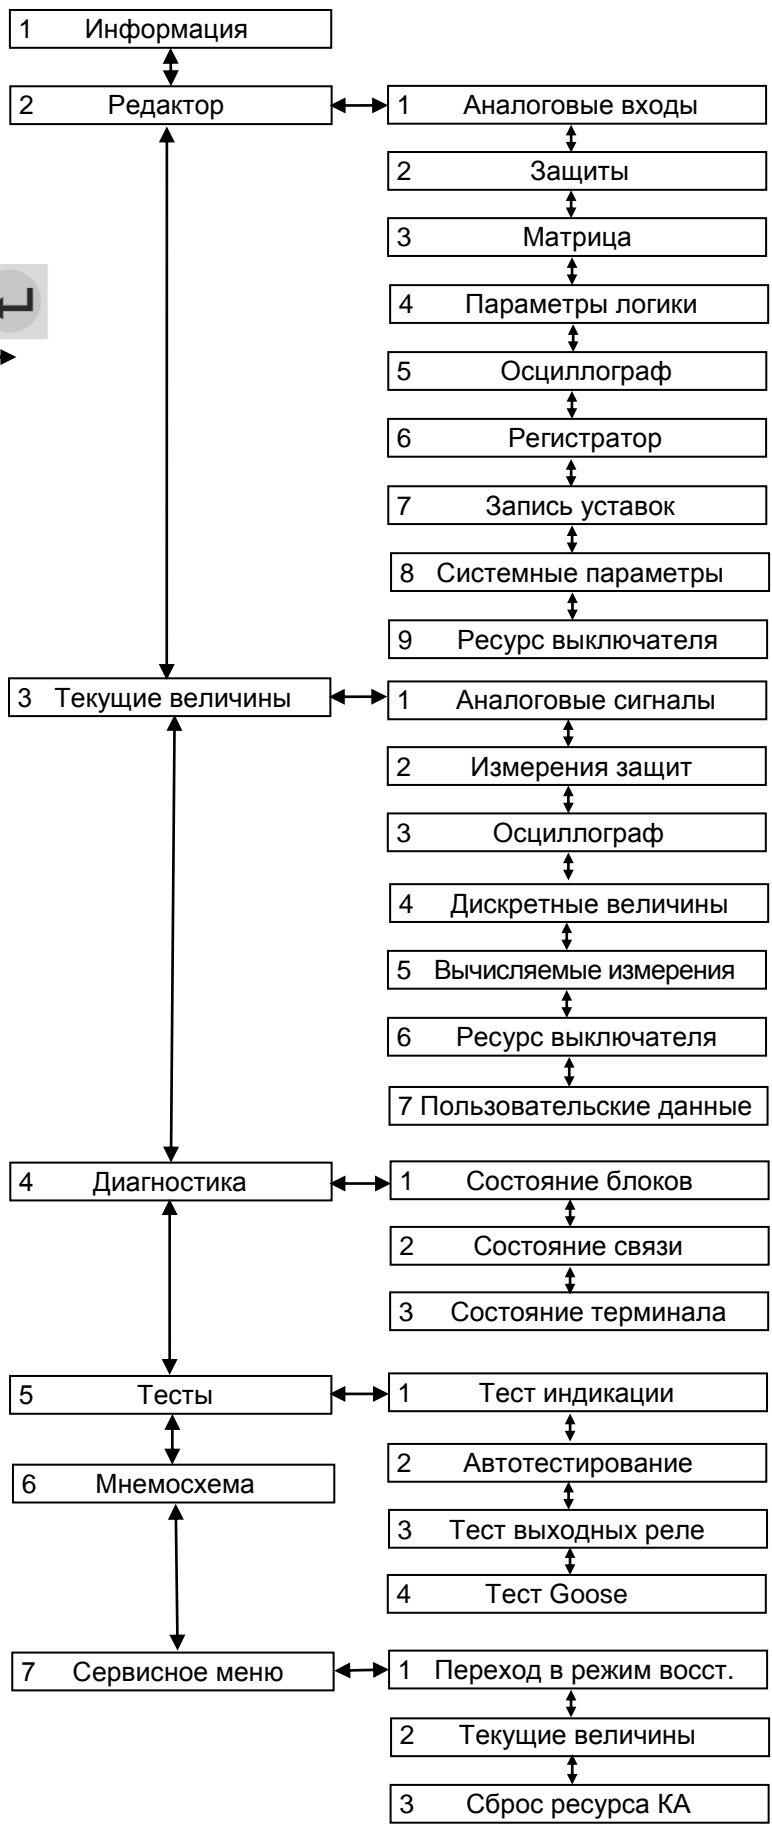 1 Информация
2 Редактор
1 Аналоговые входы
2 Защиты
3 Матрица
4 Параметры логики
5 Осциллограф
6 Регистратор
7 Запись уставок
8 Системные параметры
9 Ресурс выключателя
3 Текущие величины
1 Аналоговые сигналы
2 Измерения защит
3 Осциллограф
4 Дискретные величины
5 Вычисляемые измерения
6 Ресурс выключателя
7 Пользовательские данные
4 Диагностика
1 Состояние блоков
2 Состояние связи
3 Состояние терминала
5 Тесты
1 Тест индикации
2 Автотестирование
3 Тест выходных реле
4 Тест Goose
6 Мнемосхема
7 Сервисное меню
1 Переход в режим восст.
2 Текущие величины
3 Сброс ресурса КА